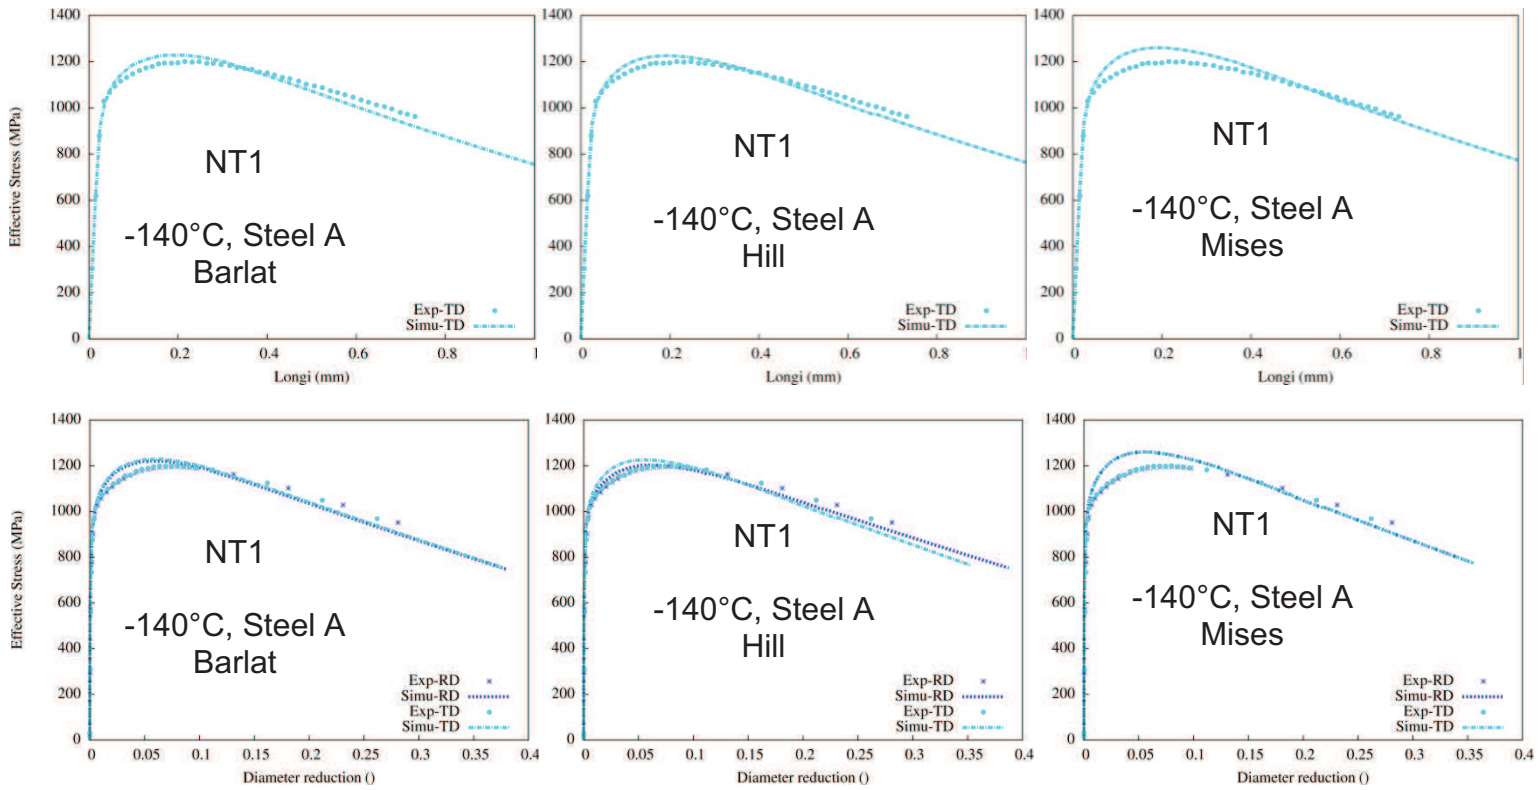 1400
1200
1000
800
600
400
200
0
Effective Stress (MPa)
NT1
-140°C, Steel A
Barlat
Exp-TD
Simu-TD
0 0.2 0.4 0.6 0.8 1
Longi (mm)
1400
1200
1000
800
600
400
200
0
NT1
-140°C, Steel A
Hill
Exp-TD
Simu-TD
0 0.2 0.4 0.6 0.8 1
Longi (mm)
1400
1200
1000
800
600
400
200
0
NT1
-140°C, Steel A
Mises
Exp-TD
Simu-TD
0 0.2 0.4 0.6 0.8 1
Longi (mm)
1400
1200
1000
800
600
400
200
0
Effective Stress (MPa)
NT1
-140°C, Steel A
Barlat
Exp-RD
Simu-RD
Exp-TD
Simu-TD
0 0.05 0.1 0.15 0.2 0.25 0.3 0.35 0.4
Diameter reduction ()
1400
1200
1000
800
600
400
200
0
NT1
-140°C, Steel A
Hill
Exp-RD
Simu-RD
Exp-TD
Simu-TD
0 0.05 0.1 0.15 0.2 0.25 0.3 0.35 0.4
Diameter reduction ()
1400
1200
1000
800
600
400
200
0
NT1
-140°C, Steel A
Mises
Exp-RD
Simu-RD
Exp-TD
Simu-TD
0 0.05 0.1 0.15 0.2 0.25 0.3 0.35 0.4
Diameter reduction ()